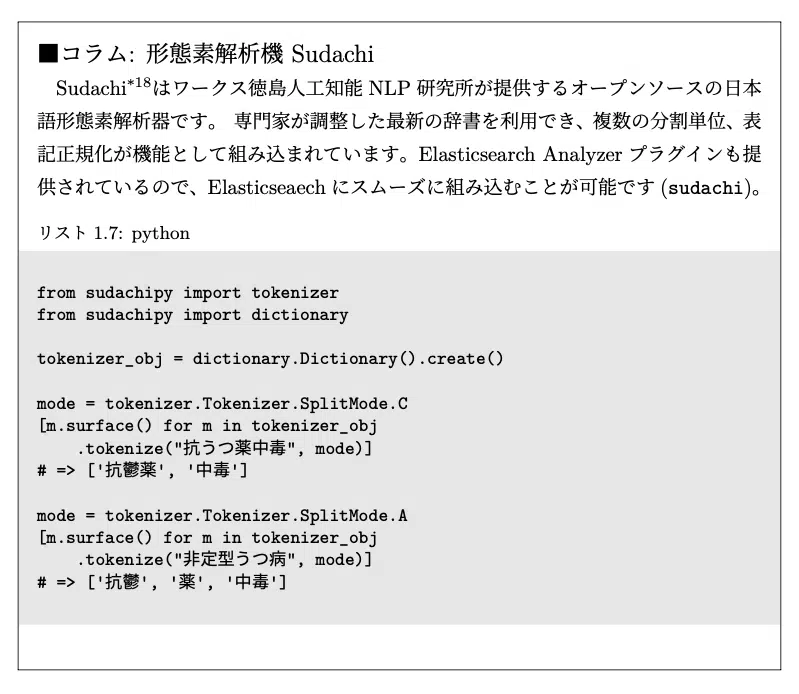 ■コラム: 形態素解析機 Sudachi
Sudachi*18はワークス徳島人工知能 NLP 研究所が提供するオープンソースの日本
語形態素解析器です。 専門家が調整した最新の辞書を利用でき、複数の分割単位、表
記正規化が機能として組み込まれています。Elasticsearch Analyzer プラグインも提
供されているので、Elasticseaech にスムーズに組み込むことが可能です (sudachi)。
リスト 1.7: python
from sudachipy import tokenizer
from sudachipy import dictionary
tokenizer_obj = dictionary.Dictionary().create()
mode = tokenizer.Tokenizer.SplitMode.C
[m.surface() for m in tokenizer_obj
    .tokenize("抗うつ薬中毒", mode)]
# => ['抗鬱薬', '中毒']
mode = tokenizer.Tokenizer.SplitMode.A
[m.surface() for m in tokenizer_obj
    .tokenize("非定型うつ病", mode)]
# => ['抗鬱', '薬', '中毒']